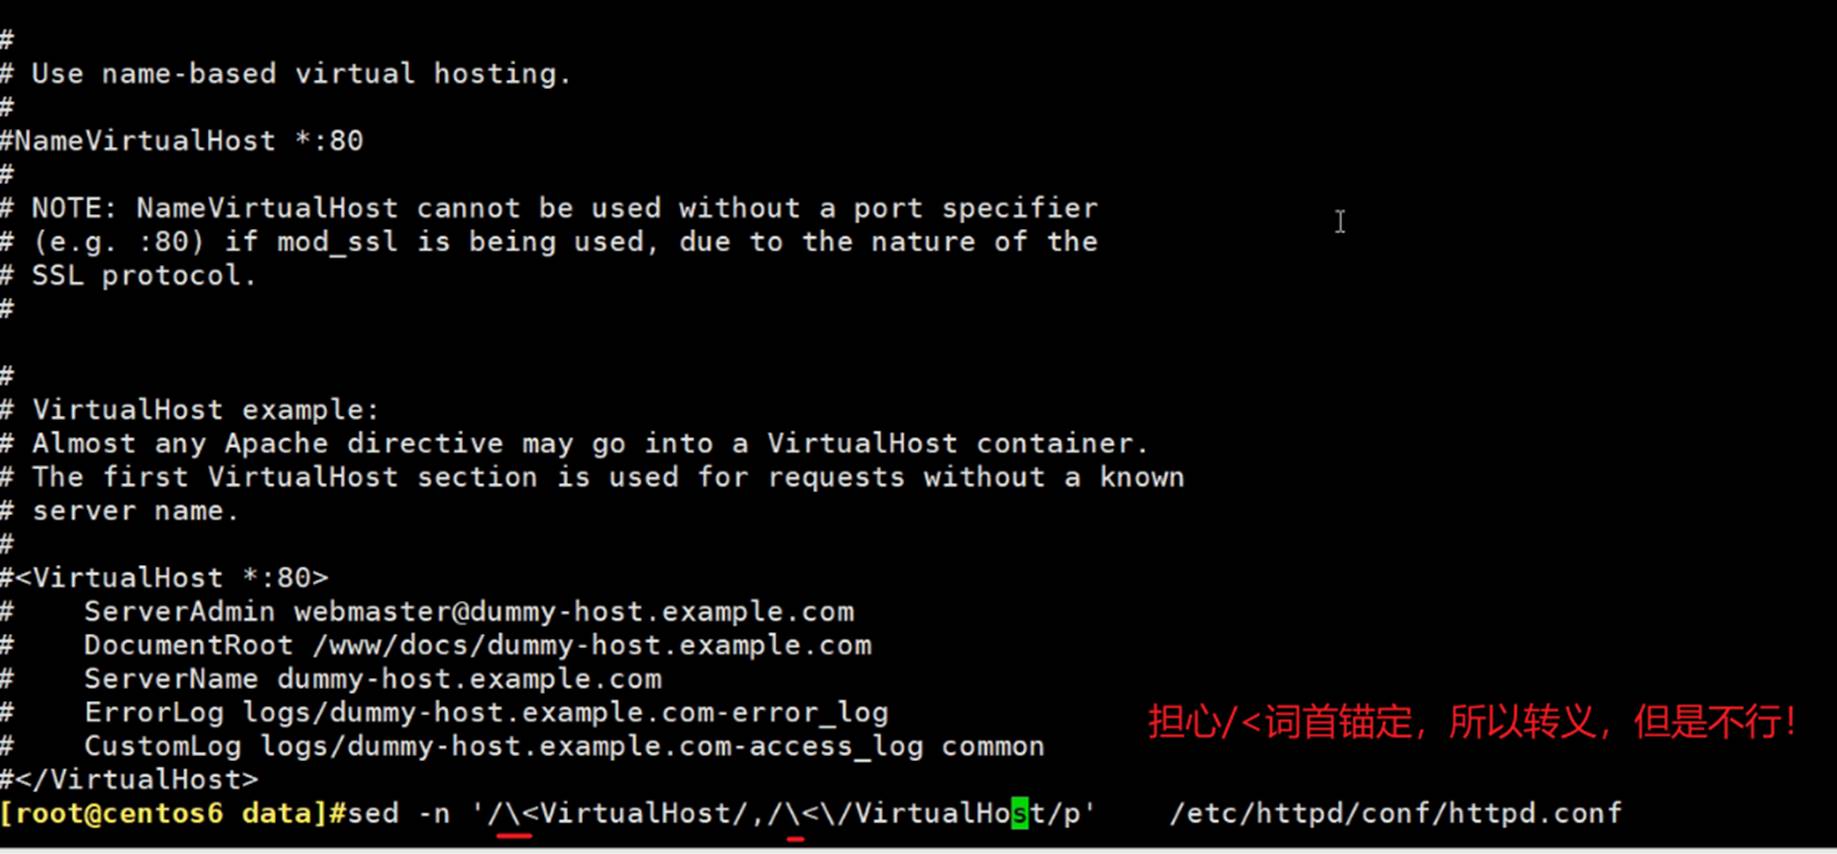 #
# Use name-based virtual hosting.
#
#NameVirtualHost *:80
#
# NOTE: NameVirtualHost cannot be used without a port specifier
# (e.g. :80) if mod_ssl is being used, due to the nature of the
# SSL protocol.
#
#
# VirtualHost example:
# Almost any Apache directive may go into a VirtualHost container.
# The first VirtualHost section is used for requests without a known
# server name.
#
#<VirtualHost *:80>
#    ServerAdmin webmaster@dummy-host.example.com
#    DocumentRoot /www/docs/dummy-host.example.com
#    ServerName dummy-host.example.com
#    ErrorLog logs/dummy-host.example.com-error_log
担心/<词首锚定，所以转义，但是不行!
#    CustomLog logs/dummy-host.example.com-access_log common
#</VirtualHost>
[root@centos6 data]#sed -n '/\<VirtualHost/,/\<\/VirtualHost/p'    /etc/httpd/conf/httpd.conf